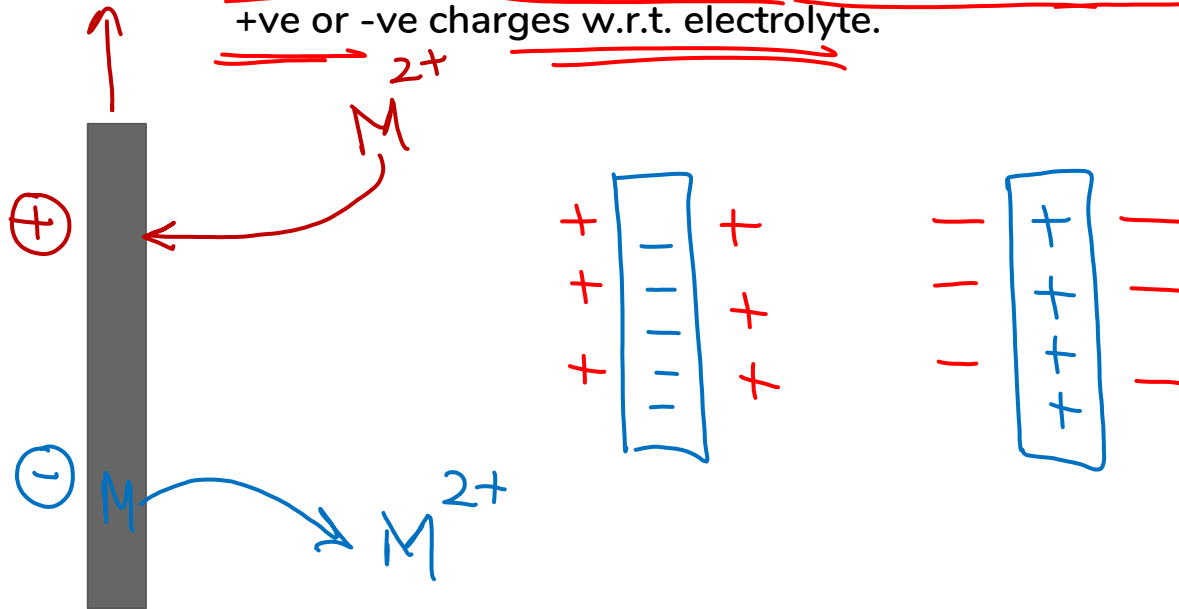 +ve or -ve charges w.r.t. electrolyte.
M²⁺
+
+ + − + −
−
+ − + − + −
−
+ − + − + −
− +
−
M
M²⁺